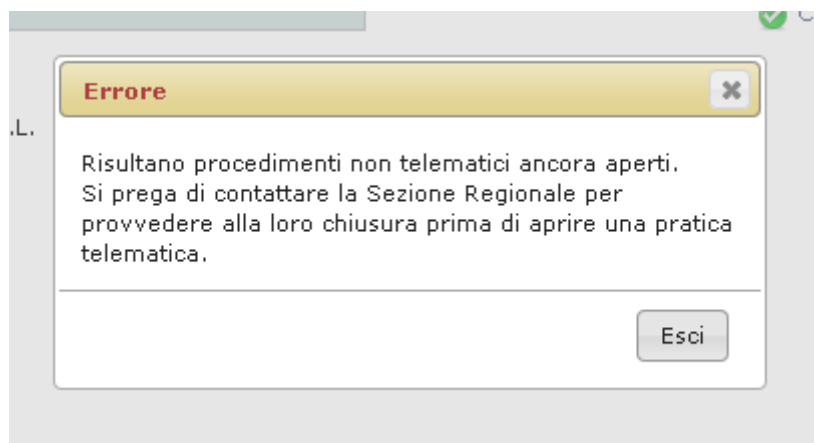 Errore
.L.
Risultano procedimenti non telematici ancora aperti.
Si prega di contattare la Sezione Regionale per
provvedere alla loro chiusura prima di aprire una pratica
telematica.
Esci